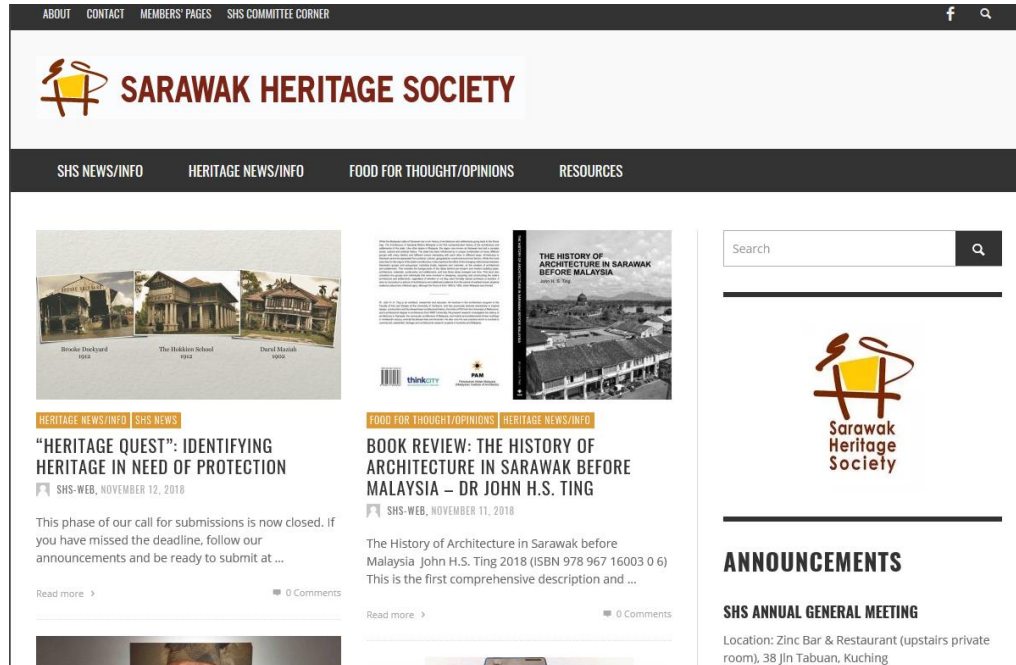 ABOUT CONTACT MEMBERS' PAGES SHS COMMITTEE CORNER
SARAWAK HERITAGE SOCIETY
SHS NEWS/INFO HERITAGE NEWS/INFO FOOD FOR THOUGHT/OPINIONS RESOURCES
Brooke Dockyard
1912
The Hokkien School
1912
Darul Maziah
1902
HERITAGE NEWS/INFO SHS NEWS
“HERITAGE QUEST”: IDENTIFYING
HERITAGE IN NEED OF PROTECTION
SHS-WEB, NOVEMBER 12, 2018
This phase of our call for submissions is now closed. If
you have missed the deadline, follow our
announcements and be ready to submit at ...
Read more >
0 Comments
THE HISTORY OF
ARCHITECTURE IN SARAWAK
BEFORE MALAYSIA
John H. S. Ting
thinkcity
PAM
FOOD FOR THOUGHT/OPINIONS HERITAGE NEWS/INFO
BOOK REVIEW: THE HISTORY OF
ARCHITECTURE IN SARAWAK BEFORE
MALAYSIA – DR JOHN H.S. TING
SHS-WEB, NOVEMBER 11, 2018
The History of Architecture in Sarawak before
Malaysia John H.S. Ting 2018 (ISBN 978 967 16003 0 6)
This is the first comprehensive description and ...
Read more >
0 Comments
Search
Sarawak
Heritage
Society
ANNOUNCEMENTS
SHS ANNUAL GENERAL MEETING
Location: Zinc Bar & Restaurant (upstairs private
room), 38 Jln Tabuan, Kuching